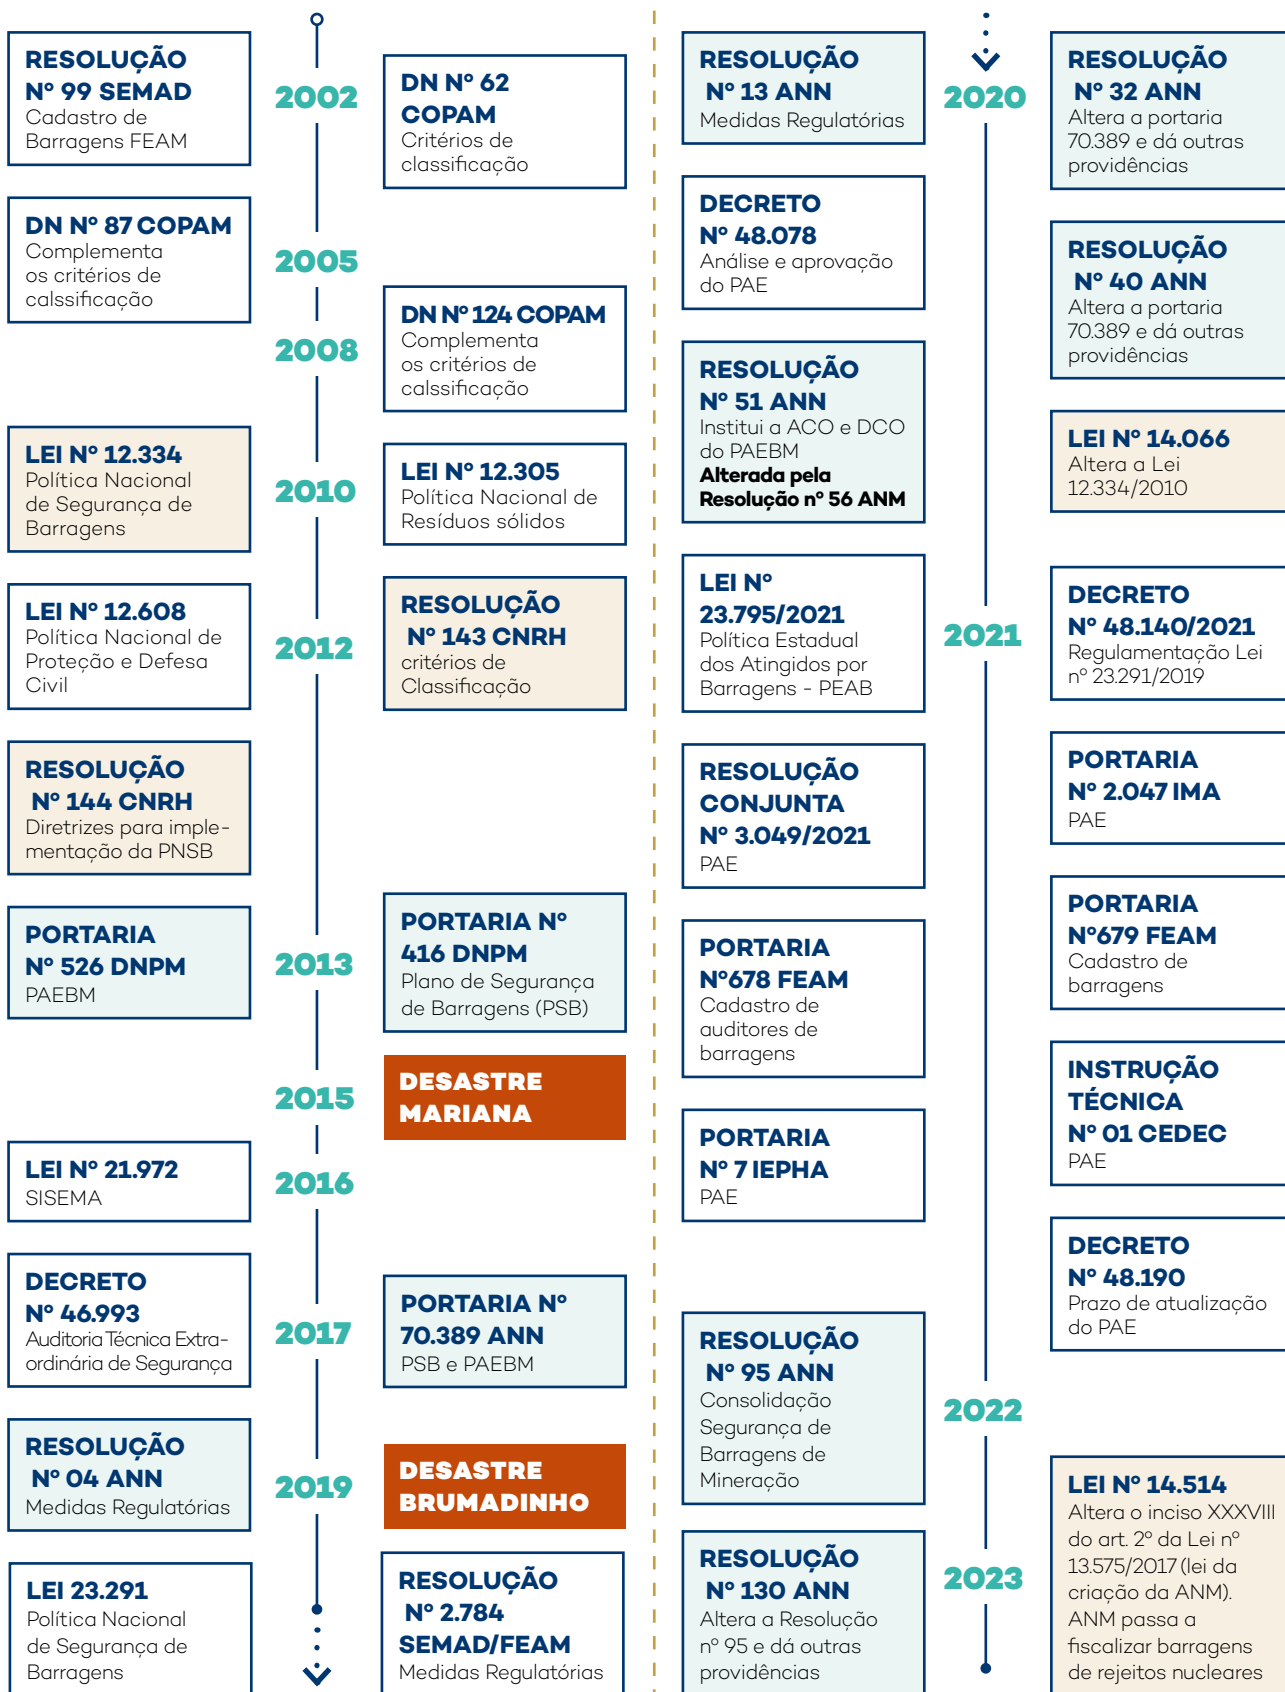 RESOLUÇÃO
Nº 99 SEMAD
Cadastro de
Barragens FEAM
2002
DN Nº 62
COPAM
Critérios de
classificação
DN Nº 87 COPAM
Complementa
os critérios de
calssificação
2005
2008
DN Nº 124 COPAM
Complementa
os critérios de
calssificação
LEI Nº 12.334
Política Nacional
de Segurança de
Barragens
2010
LEI Nº 12.305
Política Nacional de
Resíduos sólidos
LEI Nº 12.608
Política Nacional de
Proteção e Defesa
Civil
2012
RESOLUÇÃO
Nº 143 CNRH
critérios de
Classificação
RESOLUÇÃO
Nº 144 CNRH
Diretrizes para imple-
mentação da PNSB
PORTARIA
Nº 526 DNPM
PAEBM
2013
PORTARIA Nº
416 DNPM
Plano de Segurança
de Barragens (PSB)
2015
DESASTRE
MARIANA
LEI Nº 21.972
SISEMA
2016
DECRETO
Nº 46.993
Auditoria Técnica Extra-
ordinária de Segurança
2017
PORTARIA Nº
70.389 ANN
PSB e PAEBM
RESOLUÇÃO
Nº 04 ANN
Medidas Regulatórias
2019
DESASTRE
BRUMADINHO
LEI 23.291
Política Nacional
de Segurança de
Barragens
RESOLUÇÃO
Nº 2.784
SEMAD/FEAM
Medidas Regulatórias
RESOLUÇÃO
Nº 13 ANN
Medidas Regulatórias
2020
RESOLUÇÃO
Nº 32 ANN
Altera a portaria
70.389 e dá outras
providências
DECRETO
Nº 48.078
Análise e aprovação
do PAE
RESOLUÇÃO
Nº 40 ANN
Altera a portaria
70.389 e dá outras
providências
RESOLUÇÃO
Nº 51 ANN
Institui a ACO e DCO
do PAEBM
Alterada pela
Resolução nº 56 ANM
LEI Nº 14.066
Altera a Lei
12.334/2010
LEI Nº
23.795/2021
Política Estadual
dos Atingidos por
Barragens - PEAB
2021
DECRETO
Nº 48.140/2021
Regulamentação Lei
nº 23.291/2019
RESOLUÇÃO
CONJUNTA
Nº 3.049/2021
PAE
PORTARIA
Nº 2.047 IMA
PAE
PORTARIA
Nº678 FEAM
Cadastro de
auditores de
barragens
PORTARIA
Nº679 FEAM
Cadastro de
barragens
PORTARIA
Nº 7 IEPHA
PAE
INSTRUÇÃO
TÉCNICA
Nº 01 CEDEC
PAE
DECRETO
Nº 48.190
Prazo de atualização
do PAE
RESOLUÇÃO
Nº 95 ANN
Consolidação
Segurança de
Barragens de
Mineração
2022
RESOLUÇÃO
Nº 130 ANN
Altera a Resolução
nº 95 e dá outras
providências
2023
LEI Nº 14.514
Altera o inciso XXXVIII
do art. 2º da Lei nº
13.575/2017 (lei da
criação da ANM).
ANM passa a
fiscalizar barragens
de rejeitos nucleares